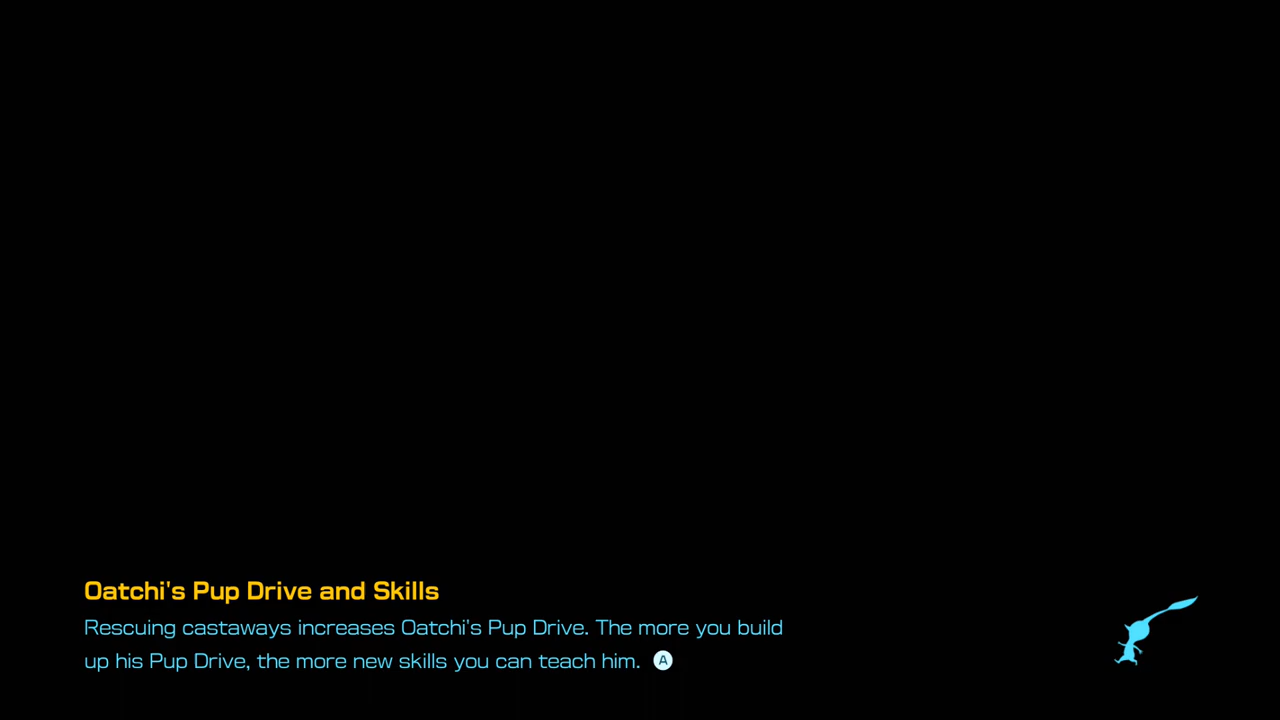 Oatchi's Pup Drive and Skills
Rescuing castaways increases Oatchi's Pup Drive. The more you build
up his Pup Drive, the more new skills you can teach him. A